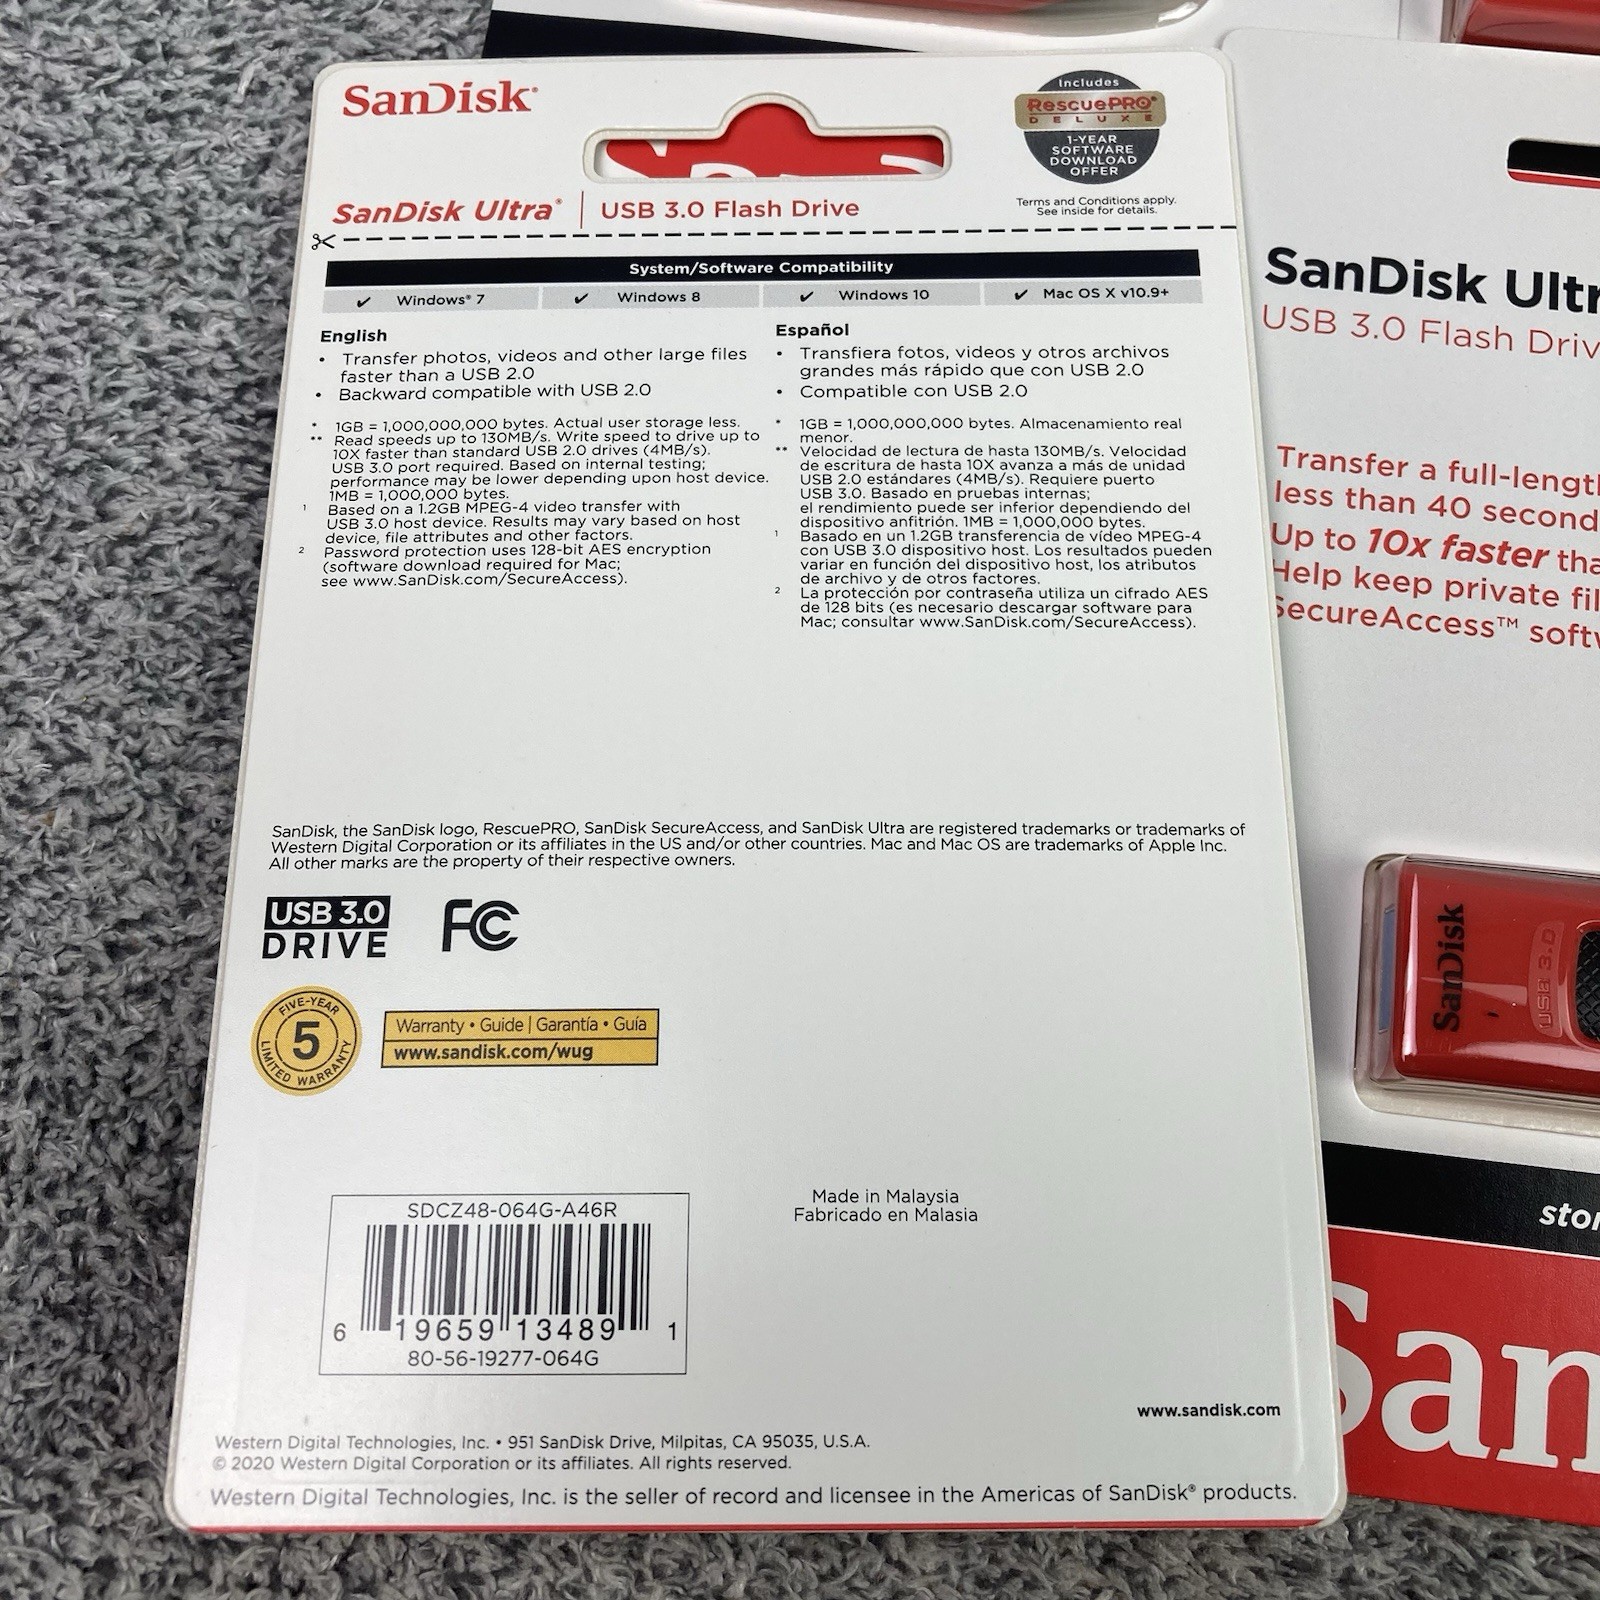 SanDisk®
Includes
RescuePRO®
DELUXE
1-YEAR
SOFTWARE
DOWNLOAD
OFFER
Terms and Conditions apply.
See inside for details.
SanDisk Ultra® | USB 3.0 Flash Drive
System/Software Compatibility
✔ Windows® 7 ✔ Windows 8 ✔ Windows 10 ✔ Mac OS X v10.9+
English
• Transfer photos, videos and other large files
faster than a USB 2.0
• Backward compatible with USB 2.0
* 1GB = 1,000,000,000 bytes. Actual user storage less.
** Read speeds up to 130MB/s. Write speed to drive up to
10X faster than standard USB 2.0 drives (4MB/s).
USB 3.0 port required. Based on internal testing;
performance may be lower depending upon host device.
1MB = 1,000,000 bytes.
1 Based on a 1.2GB MPEG-4 video transfer with
USB 3.0 host device. Results may vary based on host
device, file attributes and other factors.
2 Password protection uses 128-bit AES encryption
(software download required for Mac;
see www.SanDisk.com/SecureAccess).
Español
• Transfiera fotos, videos y otros archivos
grandes más rápido que con USB 2.0
• Compatible con USB 2.0
* 1GB = 1,000,000,000 bytes. Almacenamiento real
menor.
** Velocidad de lectura de hasta 130MB/s. Velocidad
de escritura de hasta 10X avanza a más de unidad
USB 2.0 estándares (4MB/s). Requiere puerto
USB 3.0. Basado en pruebas internas;
el rendimiento puede ser inferior dependiendo del
dispositivo anfitrión. 1MB = 1,000,000 bytes.
1 Basado en un 1.2GB transferencia de vídeo MPEG-4
con USB 3.0 dispositivo host. Los resultados pueden
variar en función del dispositivo host, los atributos
de archivo y de otros factores.
2 La protección por contraseña utiliza un cifrado AES
de 128 bits (es necesario descargar software para
Mac; consultar www.SanDisk.com/SecureAccess).
SanDisk, the SanDisk logo, RescuePRO, SanDisk SecureAccess, and SanDisk Ultra are registered trademarks or trademarks of
Western Digital Corporation or its affiliates in the US and/or other countries. Mac and Mac OS are trademarks of Apple Inc.
All other marks are the property of their respective owners.
USB 3.0
DRIVE
FC
FIVE-YEAR
5
LIMITED WARRANTY
Warranty • Guide | Garantía • Guía
www.sandisk.com/wug
SDCZ48-064G-A46R
6 19659 13489 1
80-56-19277-064G
Made in Malaysia
Fabricado en Malasia
www.sandisk.com
Western Digital Technologies, Inc. • 951 SanDisk Drive, Milpitas, CA 95035, U.S.A.
© 2020 Western Digital Corporation or its affiliates. All rights reserved.
Western Digital Technologies, Inc. is the seller of record and licensee in the Americas of SanDisk® products.
SanDisk Ultr
USB 3.0 Flash Driv
Transfer a full-lengt
less than 40 second
Up to 10x faster tha
Help keep private fil
SecureAccess™ softw
SanDisk
USB 3.0
stor
San